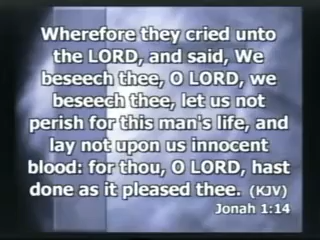 Wherefore they cried unto
the LORD, and said, We
beseech thee, O LORD, we
beseech thee, let us not
perish for this man's life, and
lay not upon us innocent
blood: for thou, O LORD, hast
done as it pleased thee. (KJV)
Jonah 1:14